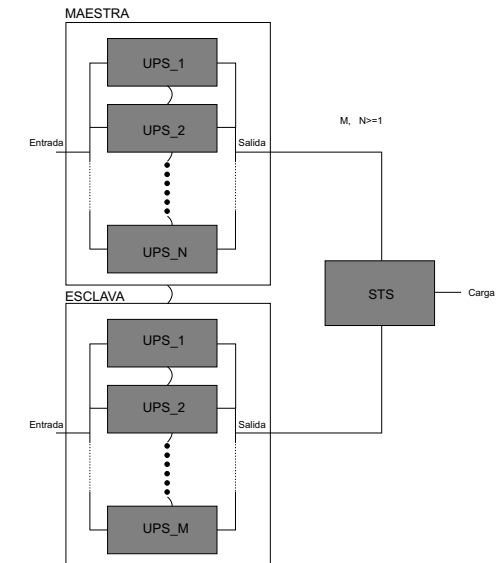 MAESTRA
UPS_1
UPS_2
M, N>=1
Entrada
Salida
UPS_N
STS
Carga
ESCLAVA
UPS_1
UPS_2
Entrada
Salida
UPS_M